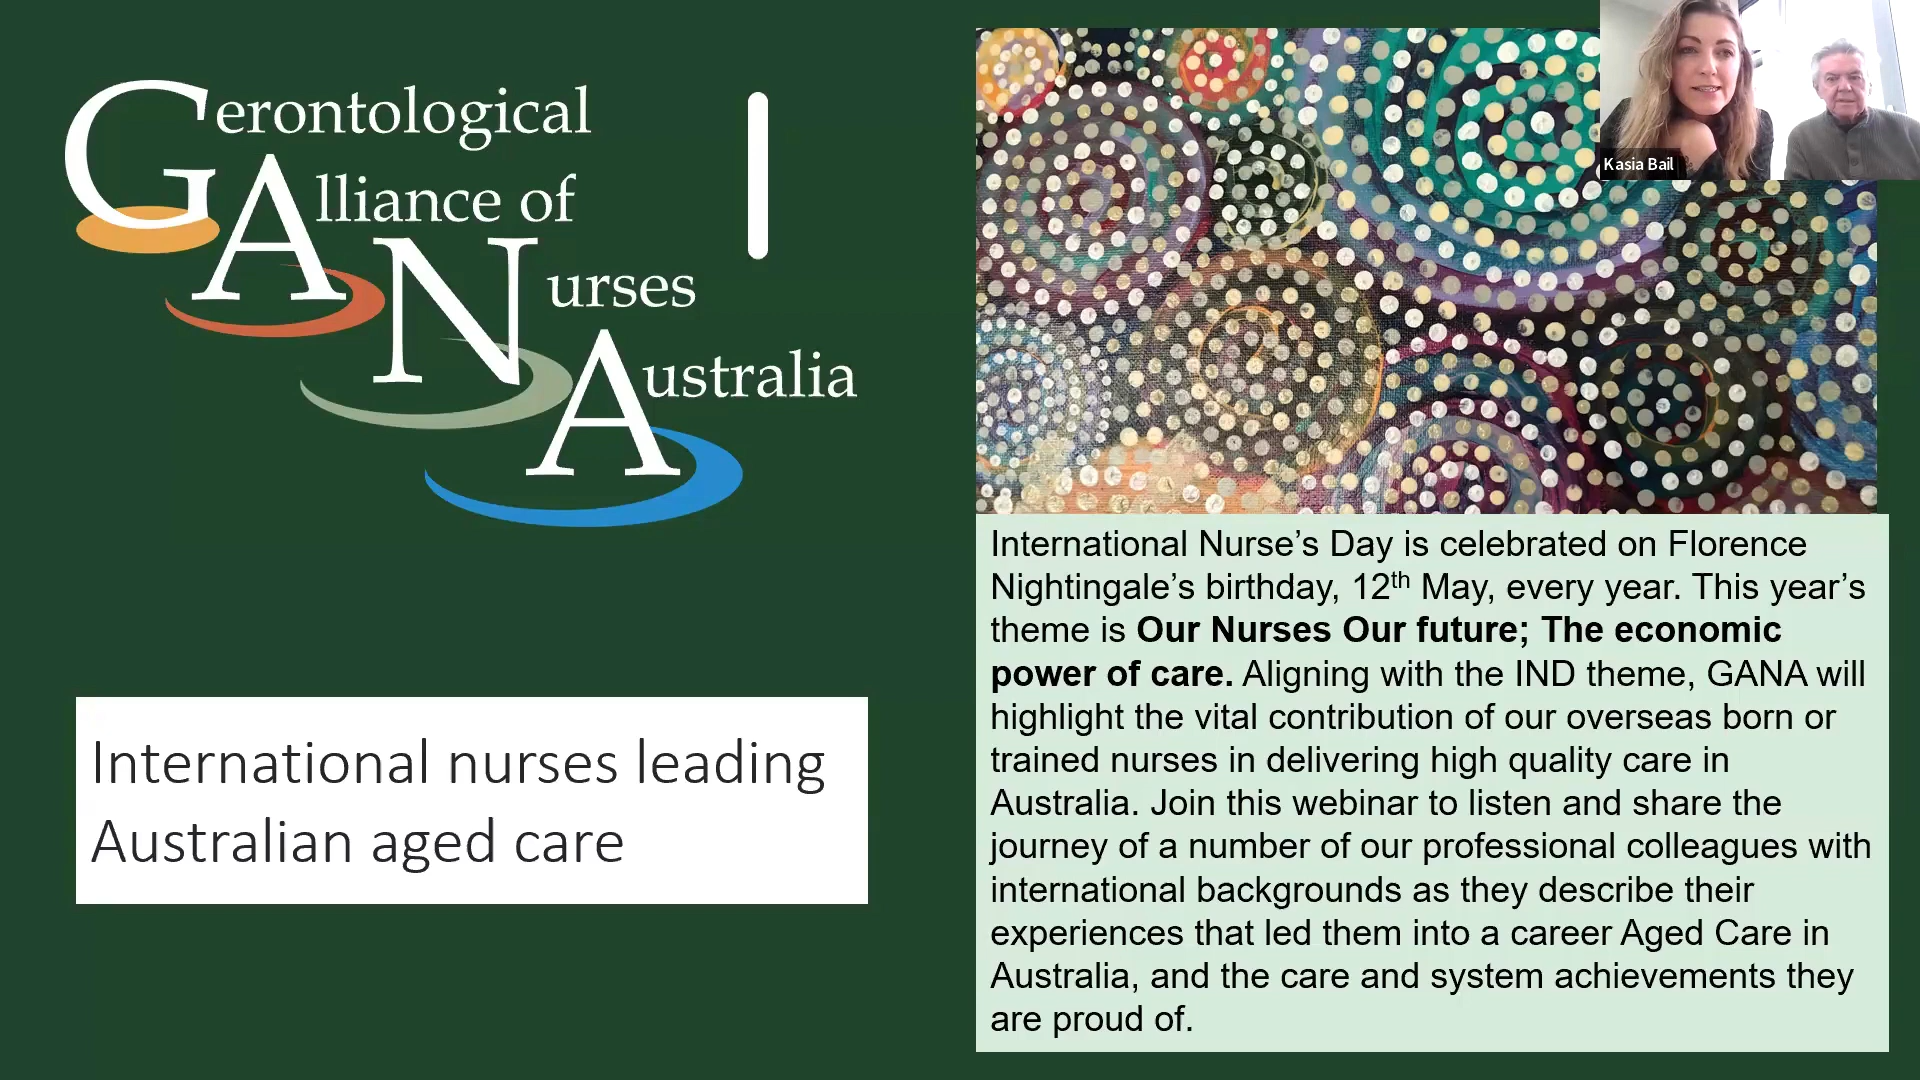 Gerontological
Alliance of
Nurses
Australia
International nurses leading
Australian aged care
Kasia Bail
International Nurse’s Day is celebrated on Florence
Nightingale’s birthday, 12th May, every year. This year’s
theme is Our Nurses Our future; The economic
power of care. Aligning with the IND theme, GANA will
highlight the vital contribution of our overseas born or
trained nurses in delivering high quality care in
Australia. Join this webinar to listen and share the
journey of a number of our professional colleagues with
international backgrounds as they describe their
experiences that led them into a career Aged Care in
Australia, and the care and system achievements they
are proud of.